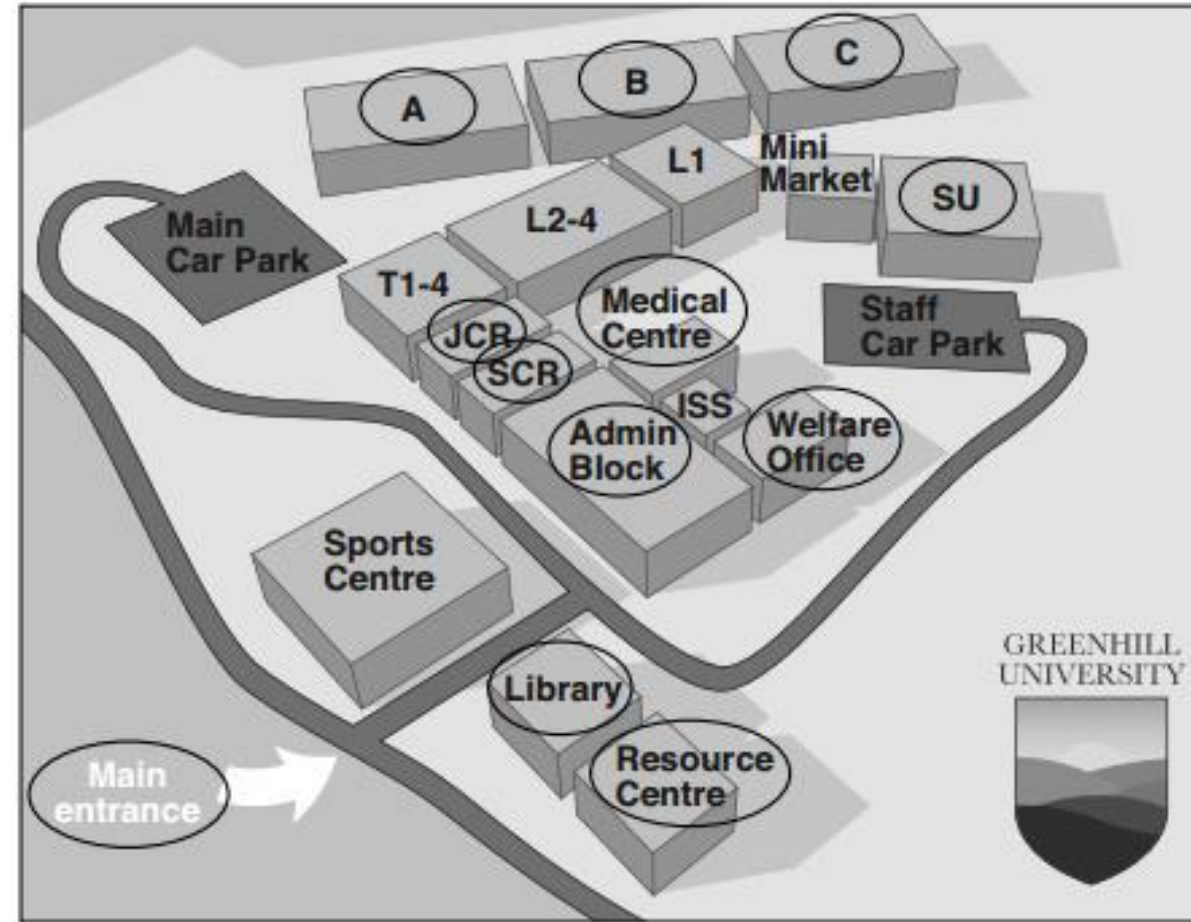 A
B
C
L1
Mini
Market
SU
L2-4
Main
Car Park
T1-4
Medical
Centre
Staff
Car Park
JCR
SCR
ISS
Admin
Block
Welfare
Office
Sports
Centre
Library
Resource
Centre
Main
entrance
GREENHILL
UNIVERSITY